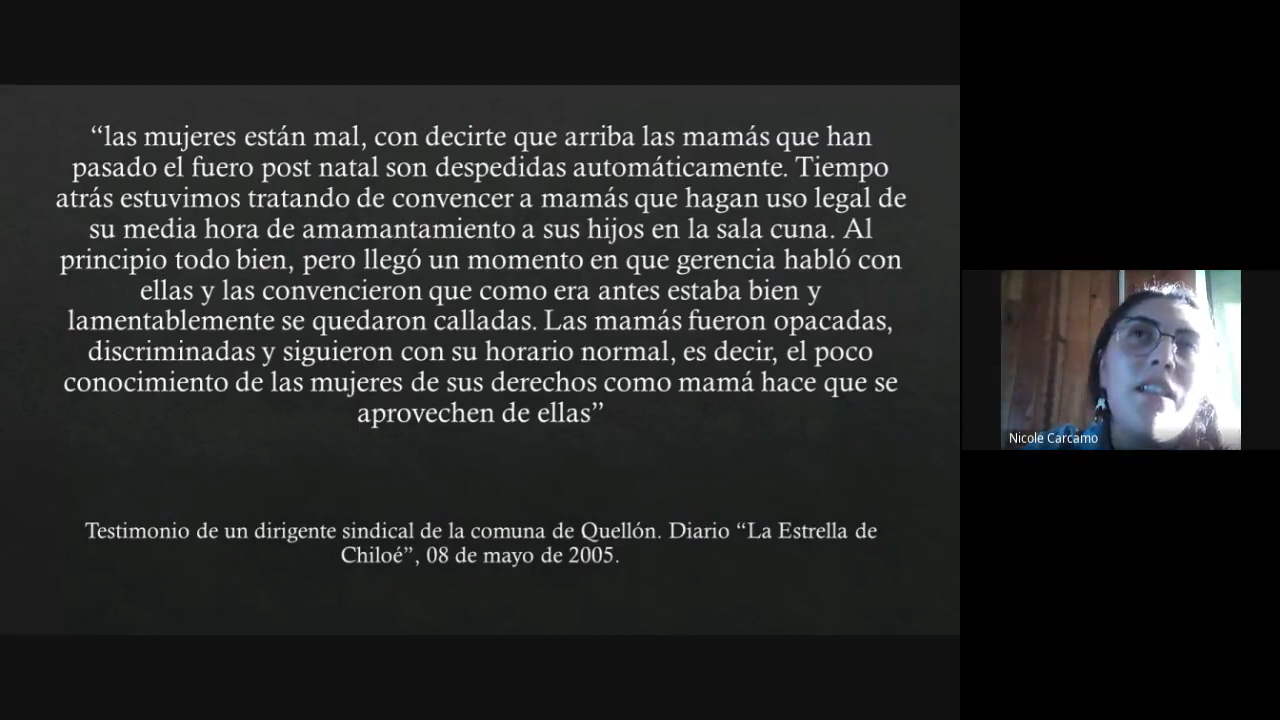 “las mujeres están mal, con decirte que arriba las mamás que han
pasado el fuero post natal son despedidas automáticamente. Tiempo
atrás estuvimos tratando de convencer a mamás que hagan uso legal de
su media hora de amamantamiento a sus hijos en la sala cuna. Al
principio todo bien, pero llegó un momento en que gerencia habló con
ellas y las convencieron que como era antes estaba bien y
lamentablemente se quedaron calladas. Las mamás fueron opacadas,
discriminadas y siguieron con su horario normal, es decir, el poco
conocimiento de las mujeres de sus derechos como mamá hace que se
aprovechen de ellas”
Testimonio de un dirigente sindical de la comuna de Quellón. Diario “La Estrella de
Chiloé”, 08 de mayo de 2005.
Nicole Carcamo